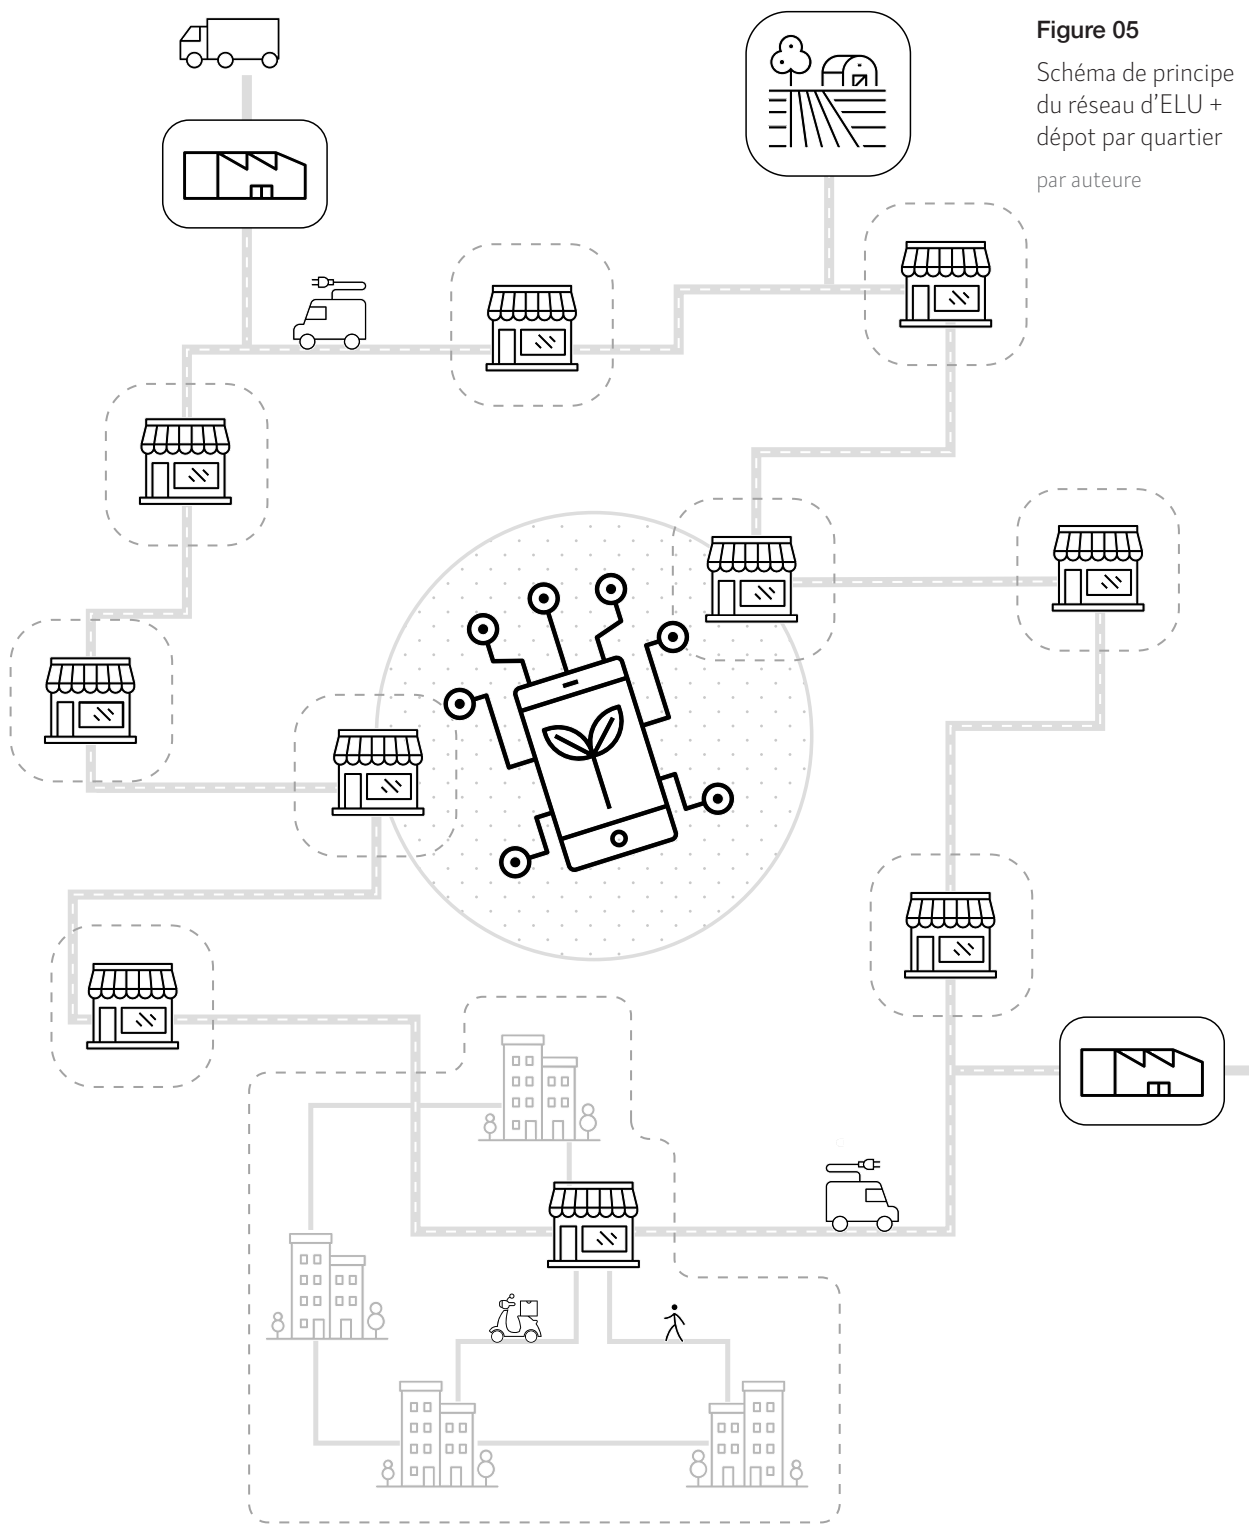 Figure 05
Schéma de principe
du réseau d’ELU +
dépot par quartier
par auteure